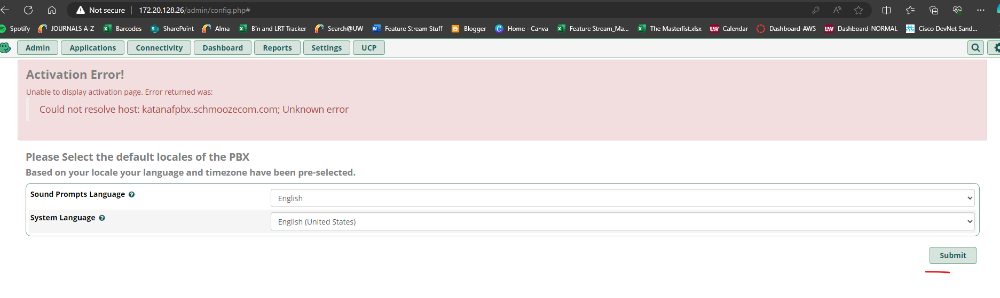 Not secure 172.20.128.26/admin/config.php#
Spotify JOURNALS A-Z Barcodes SharePoint Alma Bin and LRT Tracker Search@UW Feature Stream Stuff Blogger Home - Canva Feature Stream_Ma... The Masterlist.xlsx Calendar Dashboard-AWS Dashboard-NORMAL Cisco DevNet Sand...
Admin Applications Connectivity Dashboard Reports Settings UCP
Activation Error!
Unable to display activation page. Error returned was:
Could not resolve host: katanafpbx.schmoozecom.com; Unknown error
Please Select the default locales of the PBX
Based on your locale your language and timezone have been pre-selected.
Sound Prompts Language English
System Language English (United States)
Submit